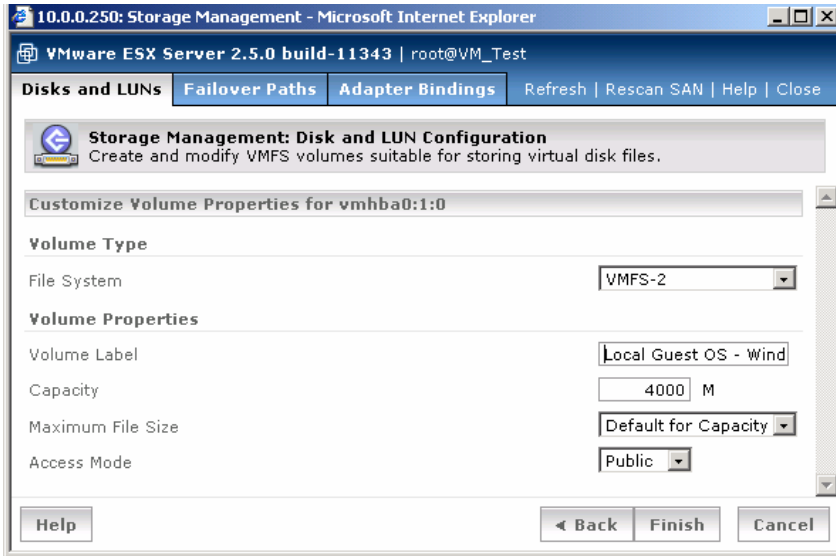 10.0.0.250: Storage Management - Microsoft Internet Explorer
VMware ESX Server 2.5.0 build-11343 | root@VM_Test
Disks and LUNs Failover Paths Adapter Bindings Refresh | Rescan SAN | Help | Close
Storage Management: Disk and LUN Configuration
Create and modify VMFS volumes suitable for storing virtual disk files.
Customize Volume Properties for vmhba0:1:0
Volume Type
File System VMFS-2
Volume Properties
Volume Label Local Guest OS - Wind
Capacity 4000 M
Maximum File Size Default for Capacity
Access Mode Public
Help Back Finish Cancel